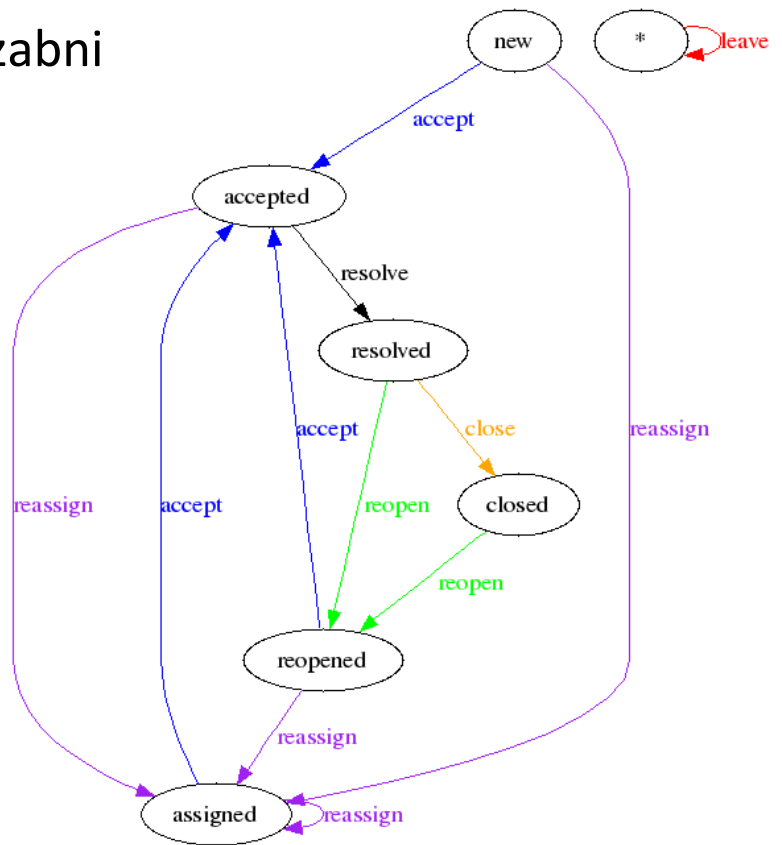 zabni
new
*
leave
accept
accepted
resolve
resolved
accept
close
reassign
reassign
accept
reopen
closed
reopen
reopened
reassign
assigned
reassign